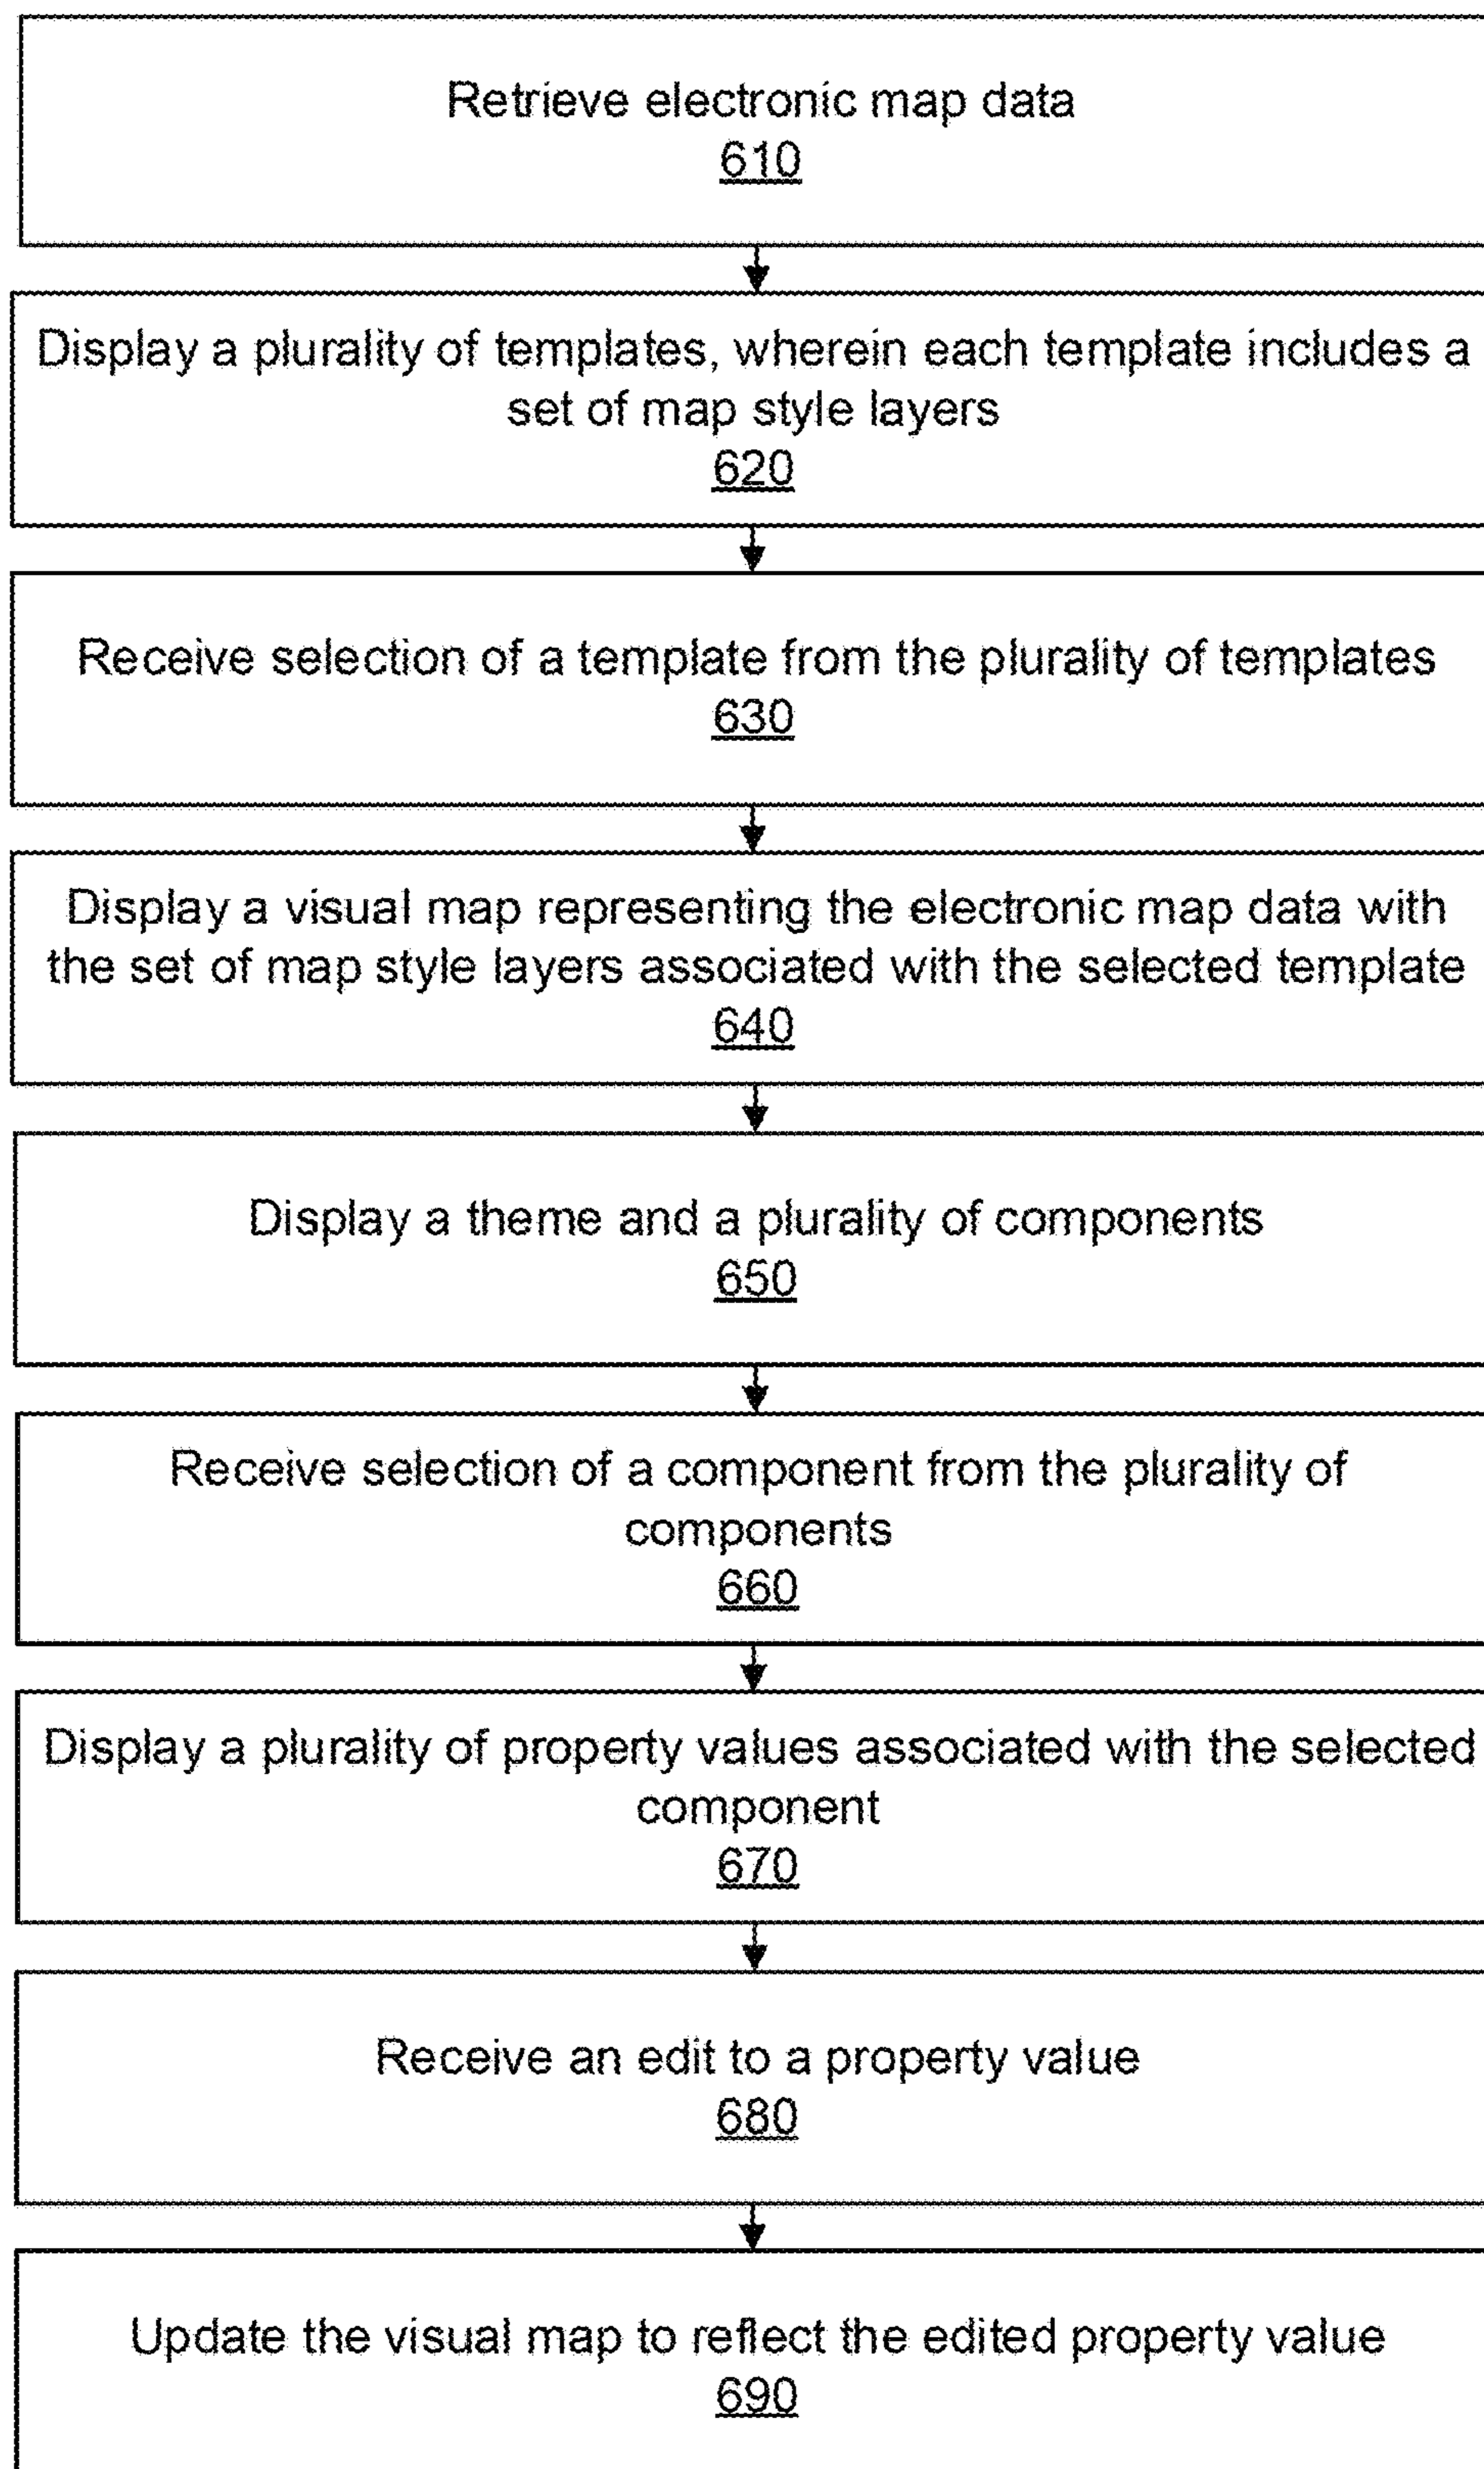 Retrieve electronic map data
610
Display a plurality of templates, wherein each template includes a
set of map style layers
620
Receive selection of a template from the plurality of templates
630
Display a visual map representing the electronic map data with
the set of map style layers associated with the selected template
640
Display a theme and a plurality of components
650
Receive selection of a component from the plurality of
components
660
Display a plurality of property values associated with the selected
component
670
Receive an edit to a property value
680
Update the visual map to reflect the edited property value
690